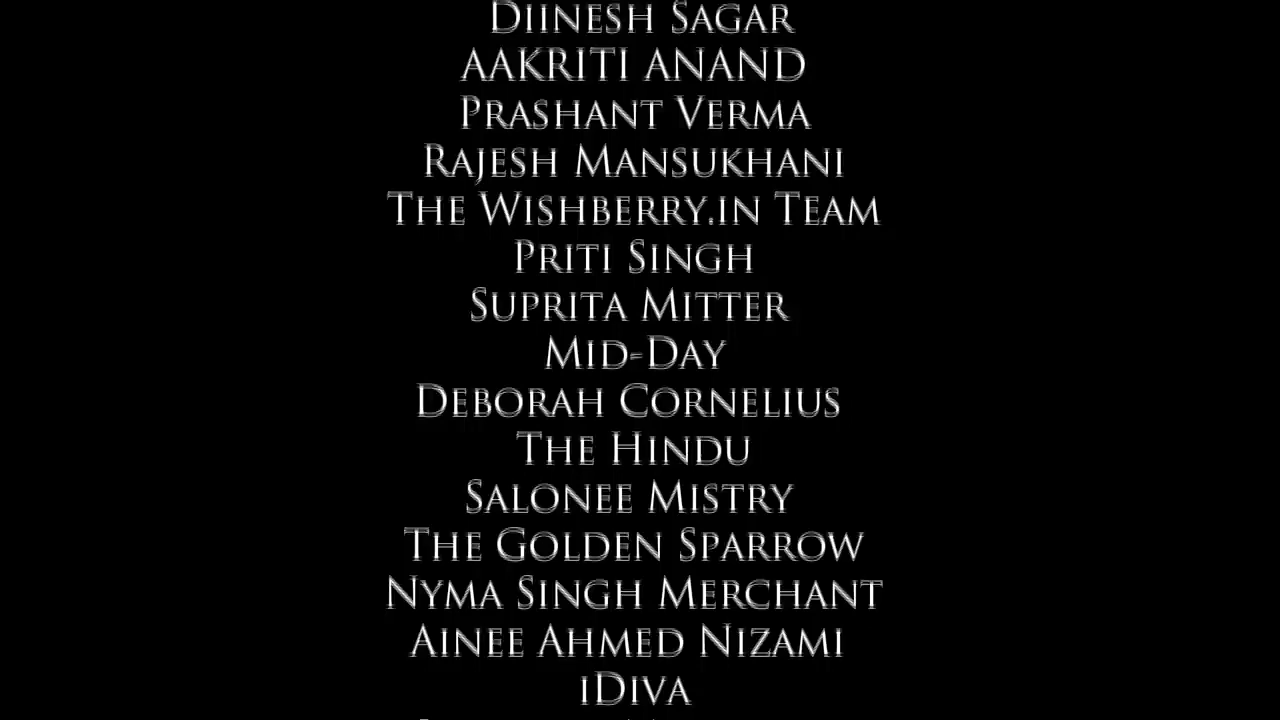 Diinesh Sagar
AAKRITI ANAND
Prashant Verma
Rajesh Mansukhani
The Wishberry.in Team
Priti Singh
Suprita Mitter
Mid-Day
Deborah Cornelius
The Hindu
Salonee Mistry
The Golden Sparrow
Nyma Singh Merchant
Ainee Ahmed Nizami
iDiva